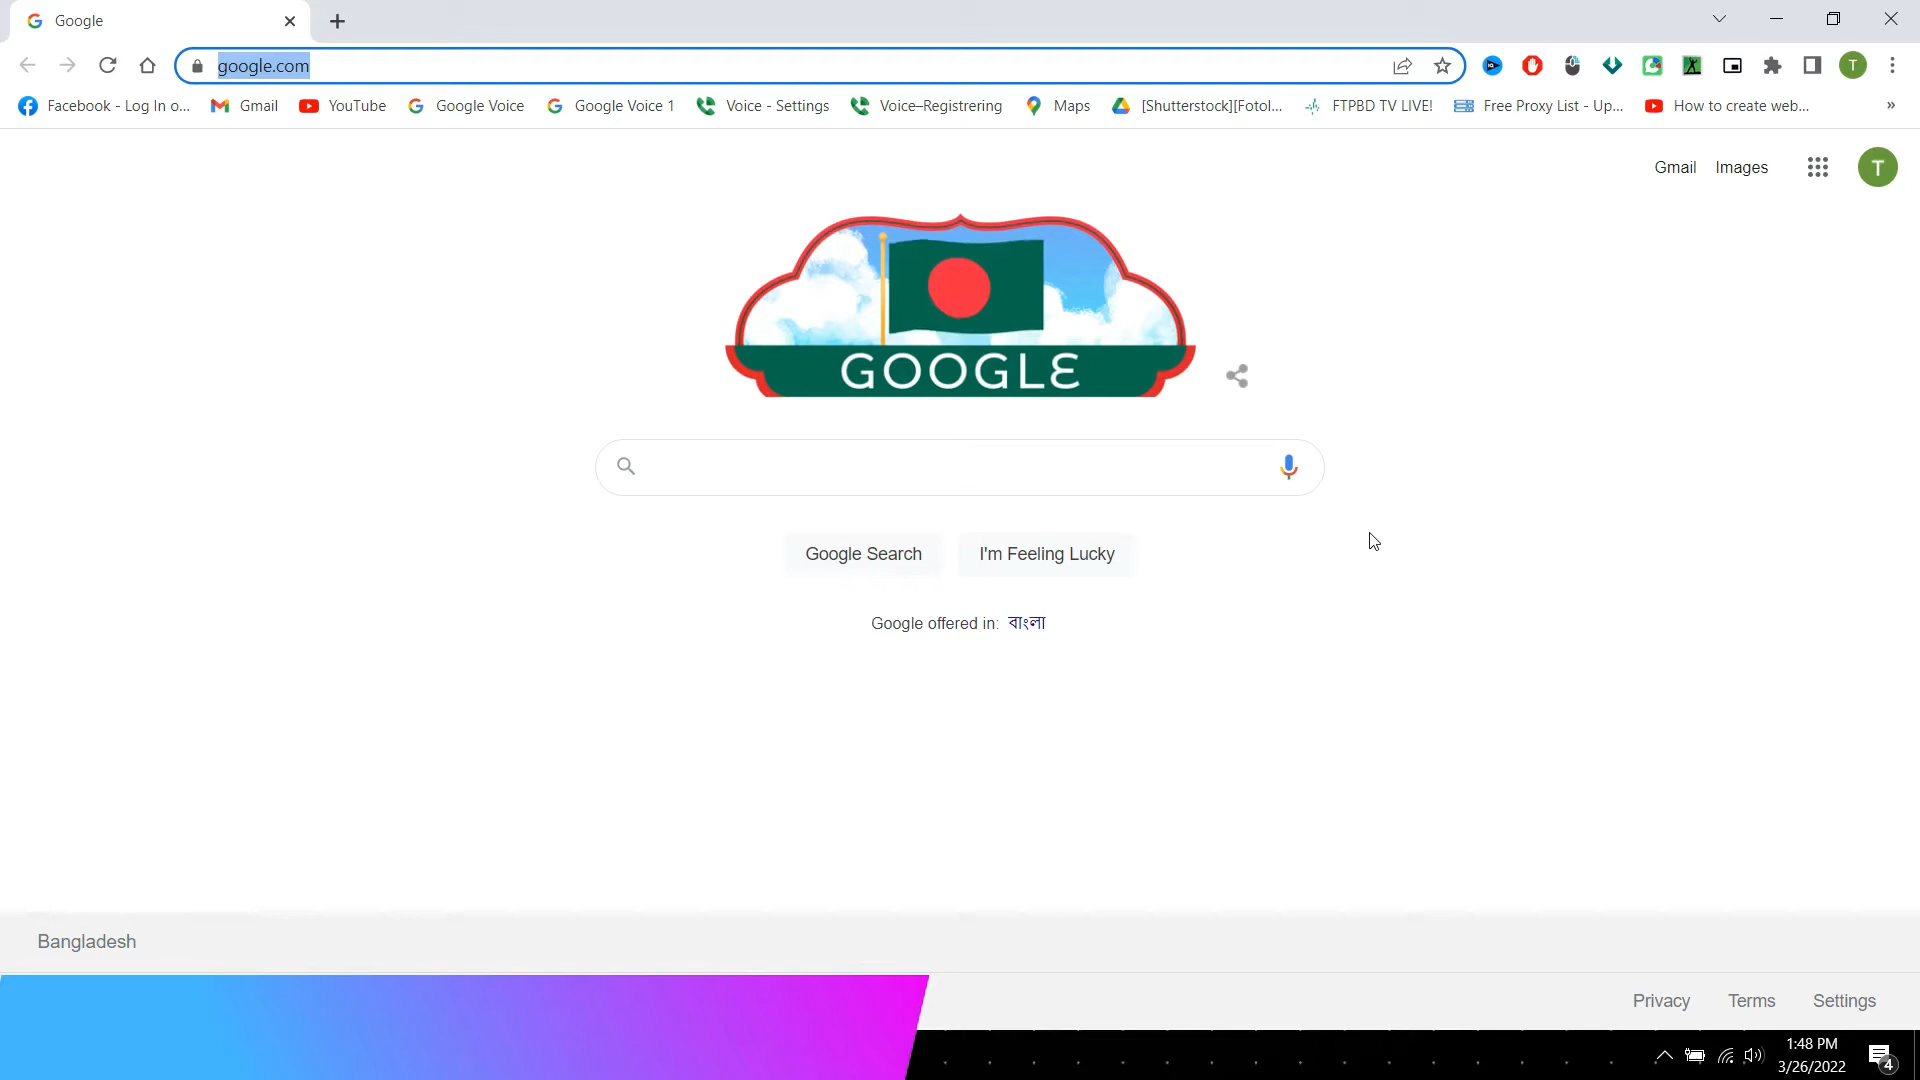 Google
google.com
Facebook - Log In o...
Gmail
YouTube
Google Voice
Google Voice 1
Voice - Settings
Voice–Registrering
Maps
[Shutterstock][Fotol...
FTPBD TV LIVE!
Free Proxy List - Up...
How to create web...
»
Gmail
Images
T
T
GOOGLE
Google Search
I'm Feeling Lucky
Google offered in: বাংলা
Bangladesh
Privacy
Terms
Settings
1:48 PM
3/26/2022
4